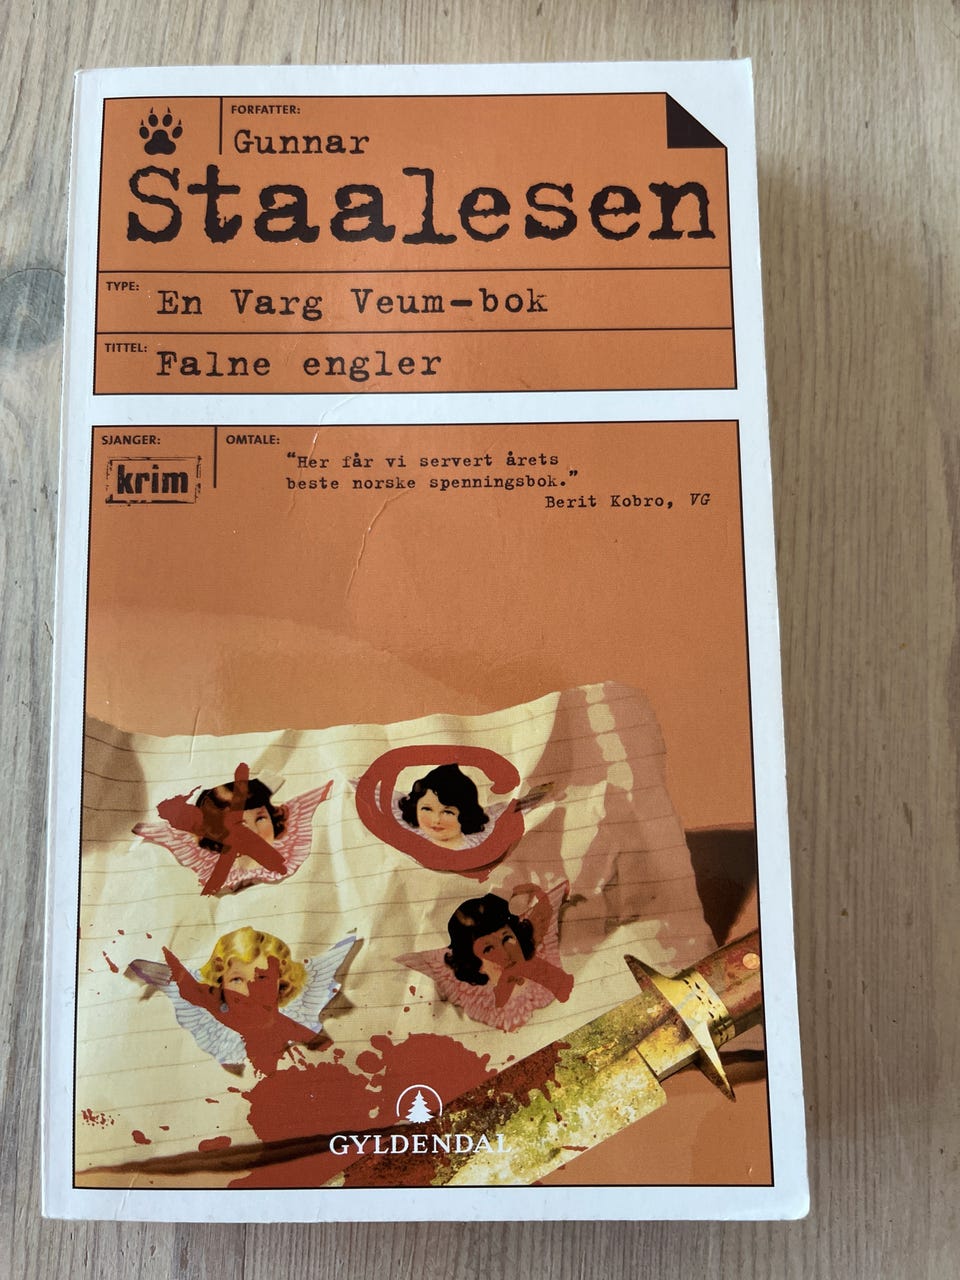 FORFATTER:
Gunnar
Staalesen
TYPE:
En Varg Veum-bok
TITTEL:
Falne engler
SJANGER:
krim
OMTALE:
“Her får vi servert årets
beste norske spenningsbok.”
Berit Kobro, VG
GYLDENDAL